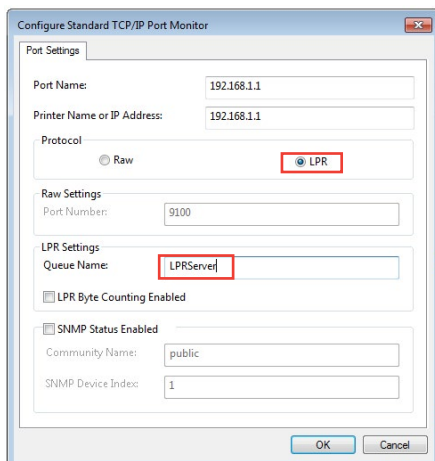 Configure Standard TCP/IP Port Monitor
Port Settings
Port Name: 192.168.1.1
Printer Name or IP Address: 192.168.1.1
Protocol
Raw LPR
Raw Settings
Port Number: 9100
LPR Settings
Queue Name: LPRServer
LPR Byte Counting Enabled
SNMP Status Enabled
Community Name: public
SNMP Device Index: 1
OK Cancel